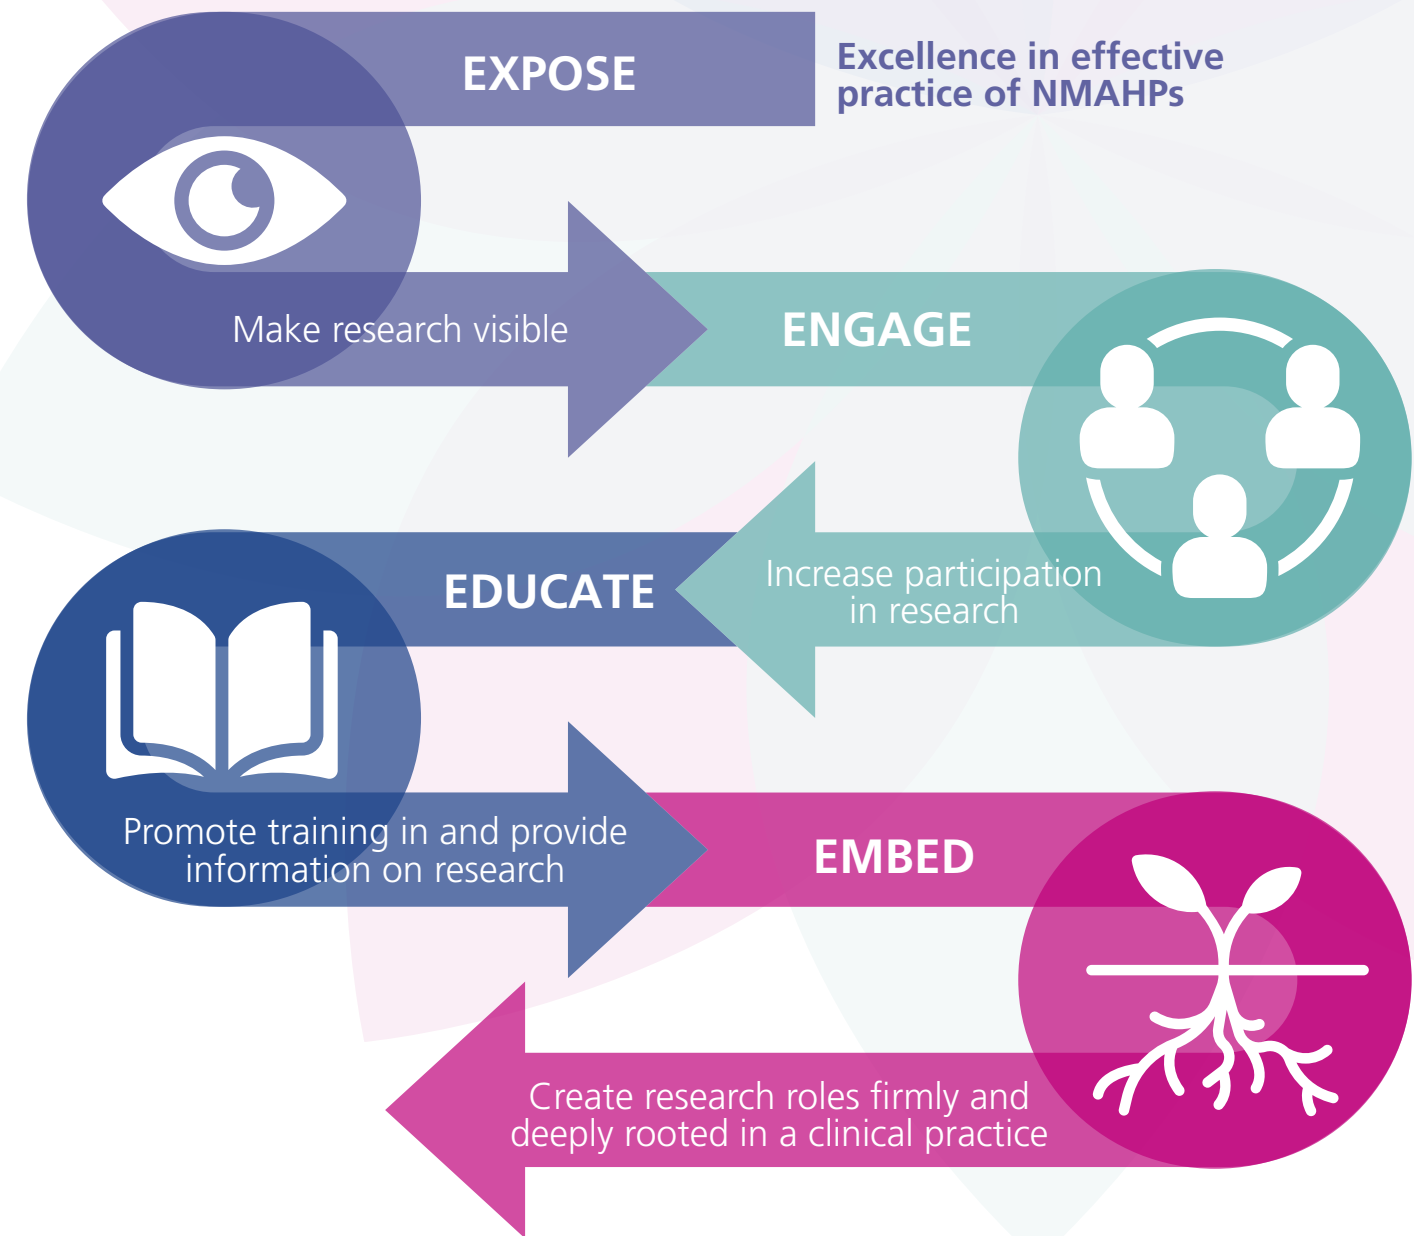 EXPOSE
Excellence in effective
practice of NMAHPs
Make research visible
ENGAGE
Increase participation
in research
EDUCATE
Promote training in and provide
information on research
EMBED
Create research roles firmly and
deeply rooted in a clinical practice